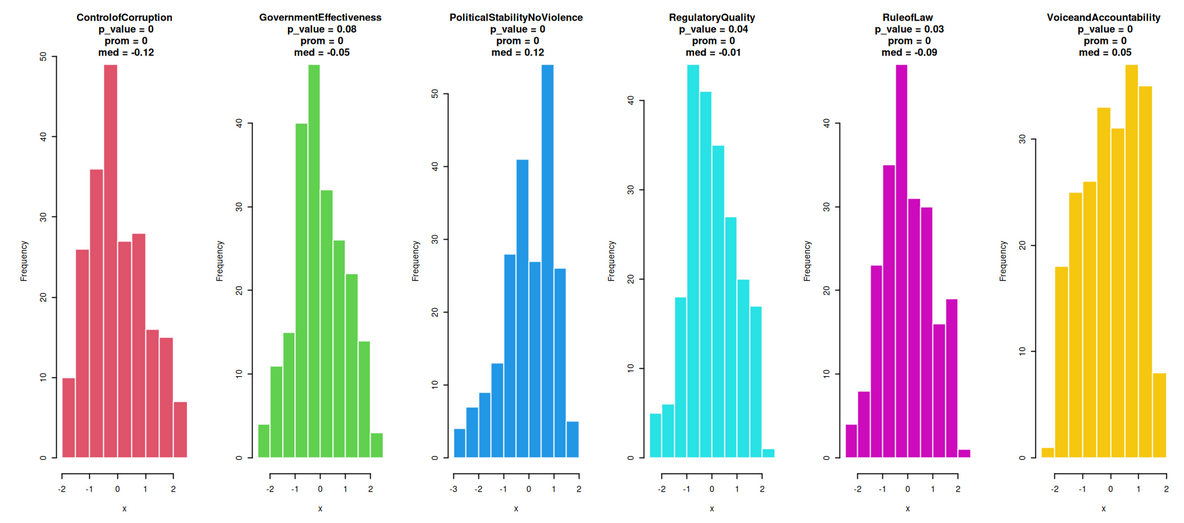 ControlofCorruption
p_value = 0
prom = 0
med = -0.12
Frequency
0
10
20
30
40
50
-2 -1 0 1 2
x
GovernmentEffectiveness
p_value = 0.08
prom = 0
med = -0.05
Frequency
0
10
20
30
40
-2 -1 0 1 2
x
PoliticalStabilityNoViolence
p_value = 0
prom = 0
med = 0.12
Frequency
0
10
20
30
40
50
-3 -2 -1 0 1 2
x
RegulatoryQuality
p_value = 0.04
prom = 0
med = -0.01
Frequency
0
10
20
30
40
-2 -1 0 1 2
x
RuleofLaw
p_value = 0.03
prom = 0
med = -0.09
Frequency
0
10
20
30
40
-2 -1 0 1 2
x
VoiceandAccountability
p_value = 0
prom = 0
med = 0.05
Frequency
0
10
20
30
-2 -1 0 1 2
x